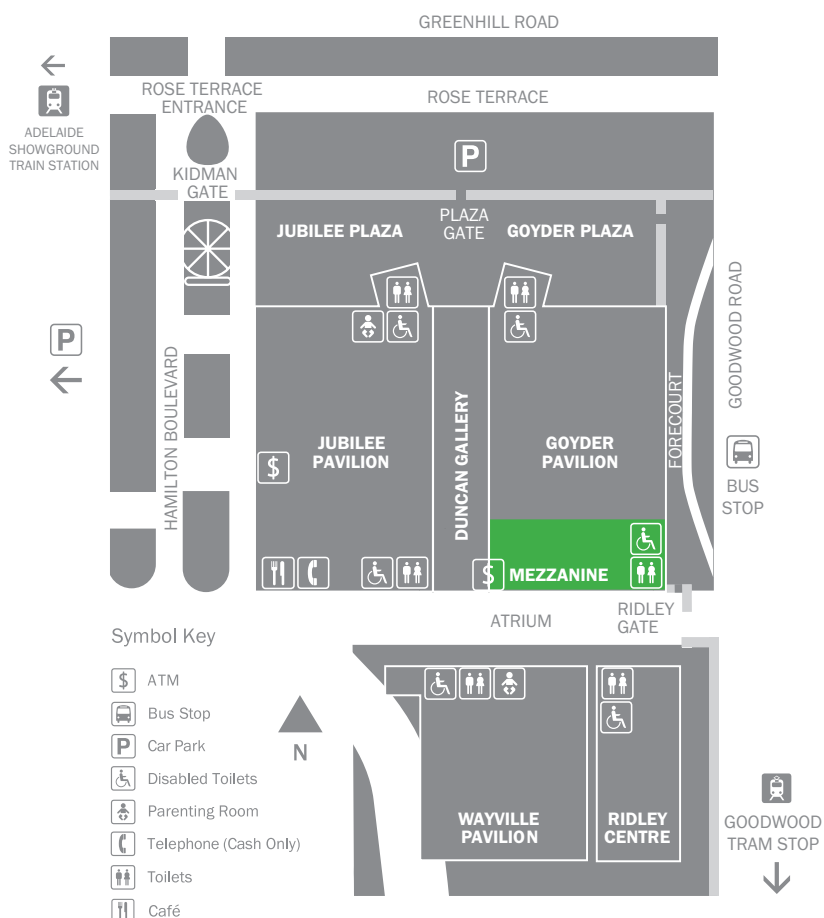 GREENHILL ROAD
ROSE TERRACE
ENTRANCE
ROSE TERRACE
ADELAIDE
SHOWGROUND
TRAIN STATION
P
KIDMAN
GATE
JUBILEE PLAZA
PLAZA
GATE
GOYDER PLAZA
P
HAMILTON BOULEVARD
JUBILEE
PAVILION
DUNCAN GALLERY
GOYDER
PAVILION
FORECOURT
GOODWOOD ROAD
BUS
STOP
$
$
MEZZANINE
ATRIUM
RIDLEY
GATE
Symbol Key
$ ATM
Bus Stop
P Car Park
Disabled Toilets
Parenting Room
Telephone (Cash Only)
Toilets
Café
N
WAYVILLE
PAVILION
RIDLEY
CENTRE
GOODWOOD
TRAM STOP